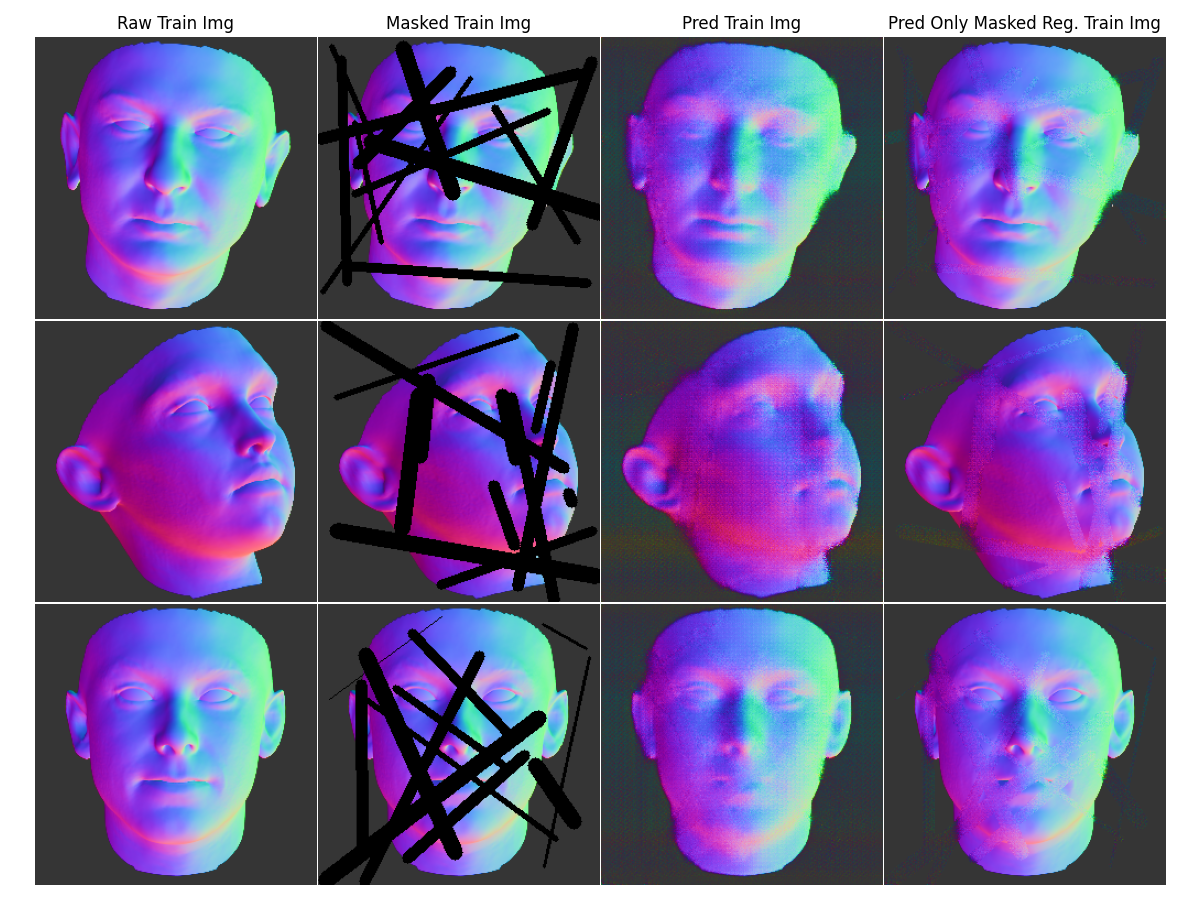 Raw Train Img
Masked Train Img
Pred Train Img
Pred Only Masked Reg. Train Img